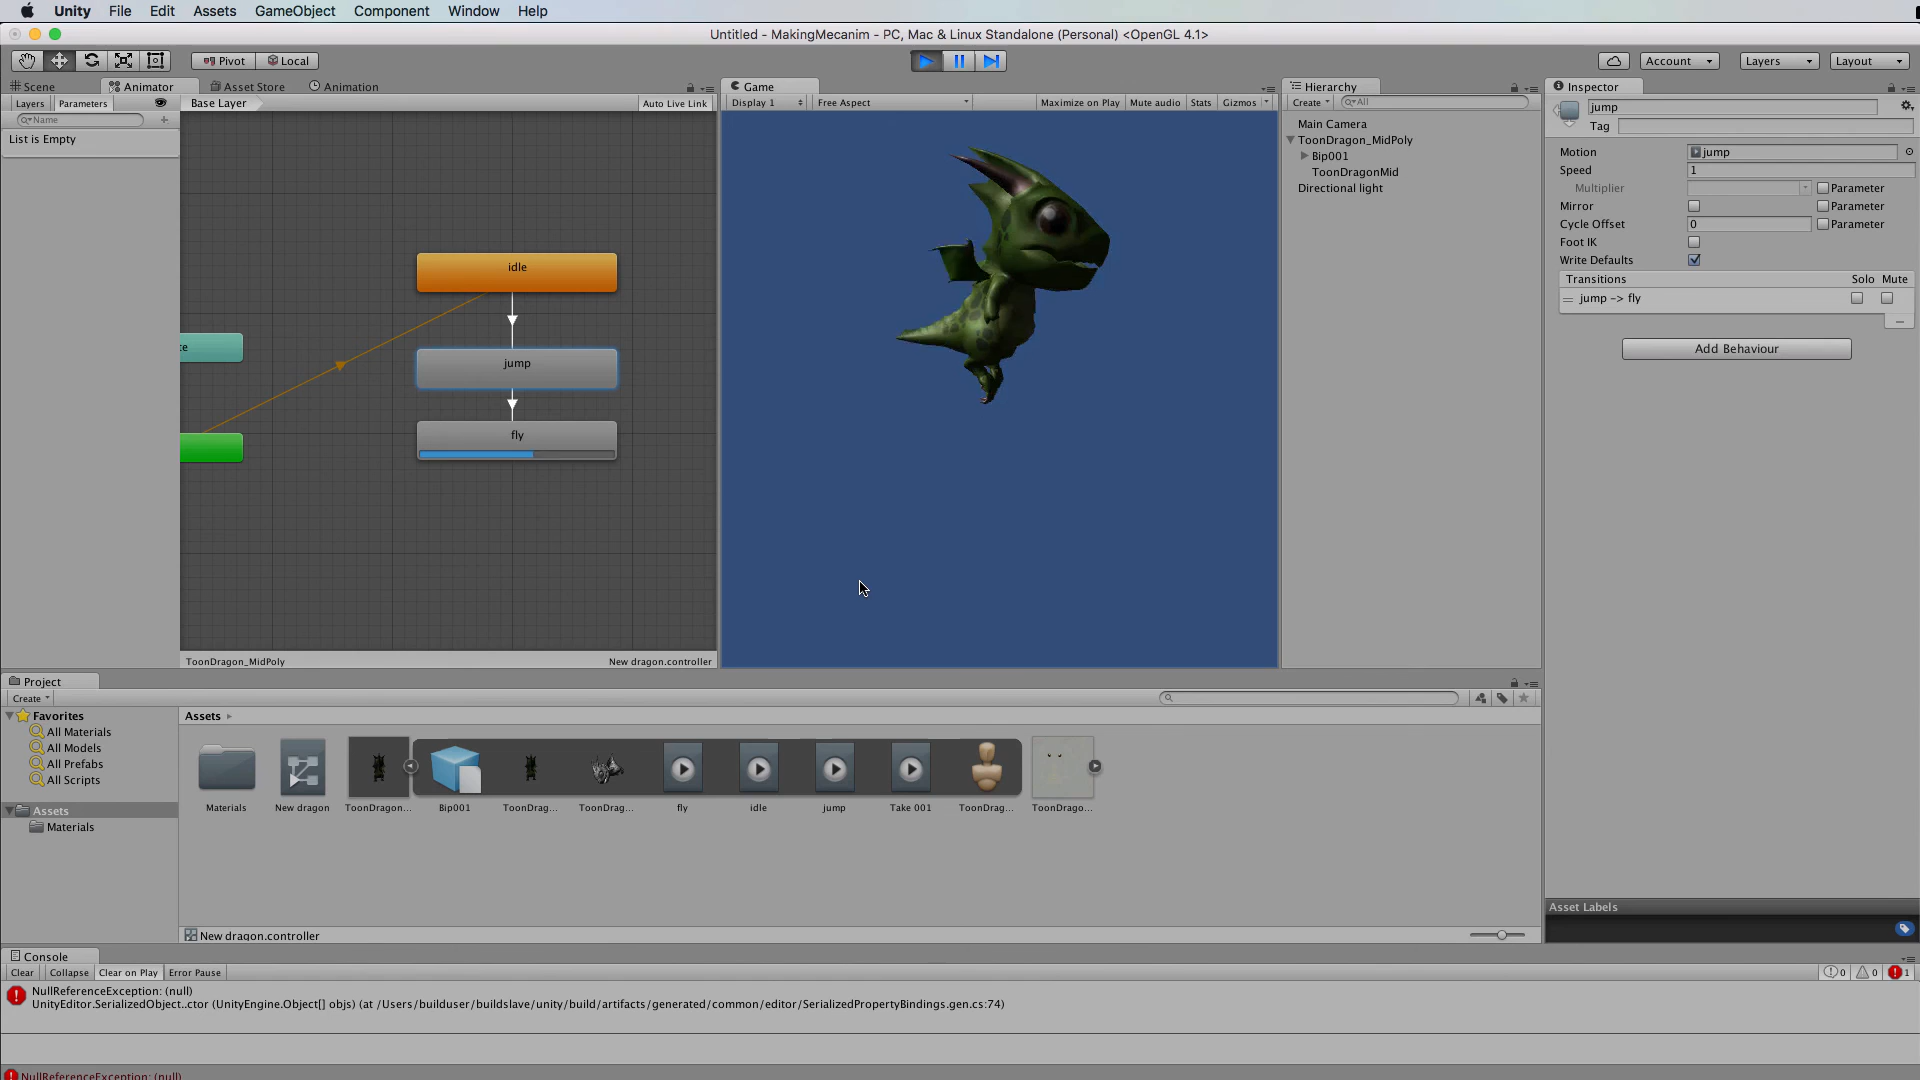 Unity File Edit Assets GameObject Component Window Help
Untitled - MakingMecanim - PC, Mac & Linux Standalone (Personal) <OpenGL 4.1>
Pivot Local Account Layers Layout
Scene Animator Asset Store Animation
Layers Parameters Base Layer Auto Live Link
Name
List is Empty
idle
te
jump
fly
ToonDragon_MidPoly New dragon.controller
Game
Display 1 Free Aspect Maximize on Play Mute audio Stats Gizmos
Hierarchy
Create All
Main Camera
ToonDragon_MidPoly
Bip001
ToonDragonMid
Directional light
Inspector
jump
Tag
Motion jump
Speed 1
Multiplier Parameter
Mirror Parameter
Cycle Offset 0 Parameter
Foot IK
Write Defaults
Transitions Solo Mute
jump -> fly
Add Behaviour
Asset Labels
Project
Create
Favorites
All Materials
All Models
All Prefabs
All Scripts
Assets
Materials
Assets
Materials New dragon ToonDragon... Bip001 ToonDrag... ToonDrag... fly idle jump Take 001 ToonDrag... ToonDrago...
New dragon.controller
Console
Clear Collapse Clear on Play Error Pause 0 0 1
NullReferenceException: (null)
UnityEditor.SerializedObject..ctor (UnityEngine.Object[] objs) (at /Users/builduser/buildslave/unity/build/artifacts/generated/common/editor/SerializedPropertyBindings.gen.cs:74)
NullReferenceException: (null)